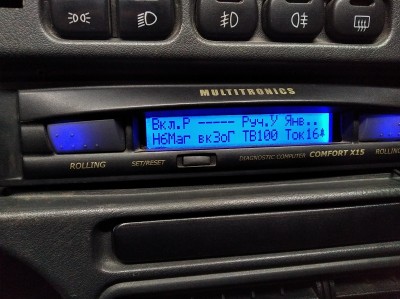 MULTITRONICS
Вкл.Р ----- Руч.У Янв..
Н6Маг вкЗоГ ТВ100 Ток16
ROLLING
SET/RESET
DIAGNOSTIC COMPUTER COMFORT X15
ROLLING